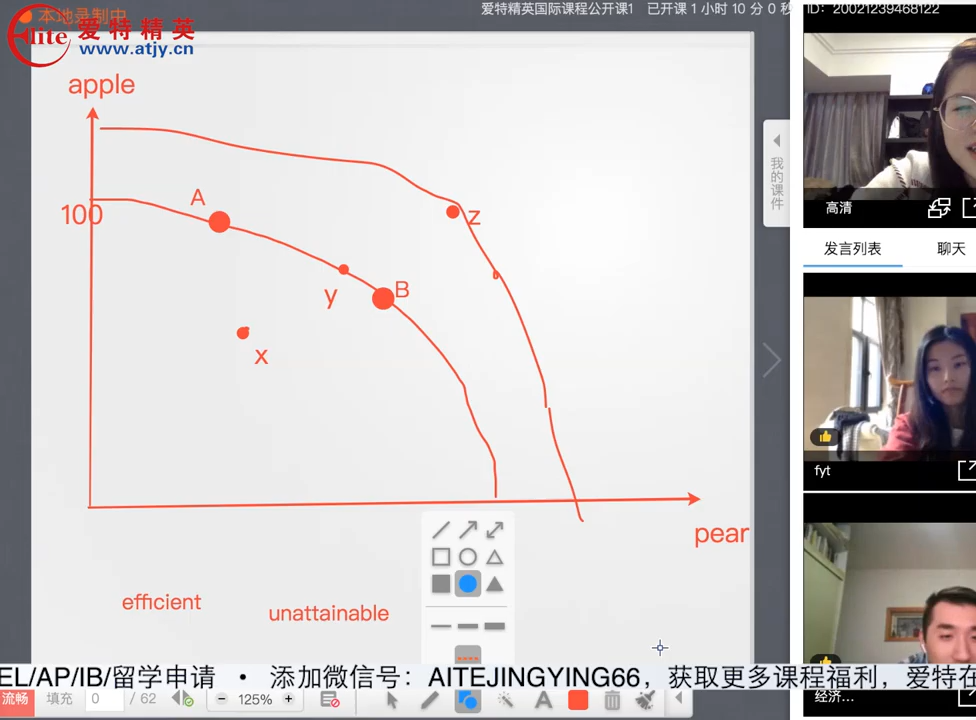 本地录制中
Elite 爱特精英
www.atjy.cn
爱特精英国际课程公开课1 已开课 1 小时 10 分 0 秒
ID: 20021239468122
apple
100
A
z
y
B
x
pear
efficient
unattainable
我的课件
高清
发言列表
聊天
fyt
EL/AP/IB/留学申请 • 添加微信号：AITEJINGYING66，获取更多课程福利，爱特在
流畅
填充
0
/ 62
125%
A
经济...